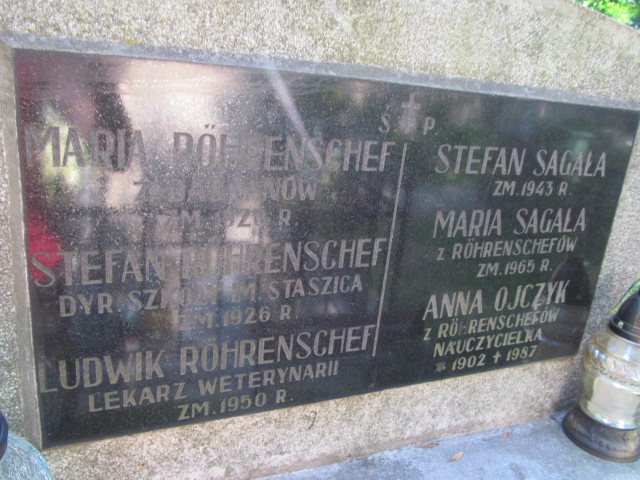 Ś P
MARIA RÖHRENSCHEF
ZM. R.
STEFAN RÖHRENSCHEF
DYR. SZKOŁY IM. STASZICA
ZM. 1926 R.
LUDWIK RÖHRENSCHEF
LEKARZ WETERYNARII
ZM. 1950 R.
STEFAN SAGAŁA
ZM. 1943 R.
MARIA SAGAŁA
Z RÖHRENSCHEFÓW
ZM. 1965 R.
ANNA OJCZYK
Z RÖHRENSCHEFÓW
NAUCZYCIELKA
1902 + 1987